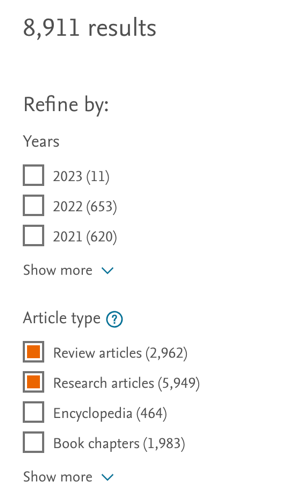 8,911 results
Refine by:
Years
2023 (11)
2022 (653)
2021 (620)
Show more
Article type ?
Review articles (2,962)
Research articles (5,949)
Encyclopedia (464)
Book chapters (1,983)
Show more